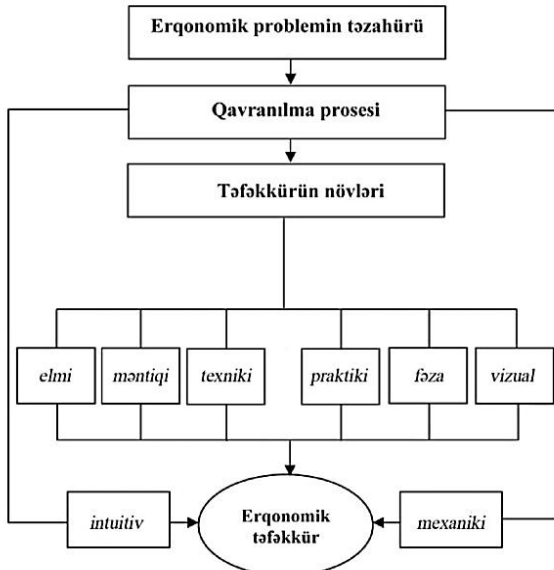 Erqonomik problemin təzahürü
Qavranılma prosesi
Təfəkkürün növləri
elmi
məntiqi
texniki
praktiki
fəza
vizual
intuitiv
Erqonomik
təfəkkür
mexaniki